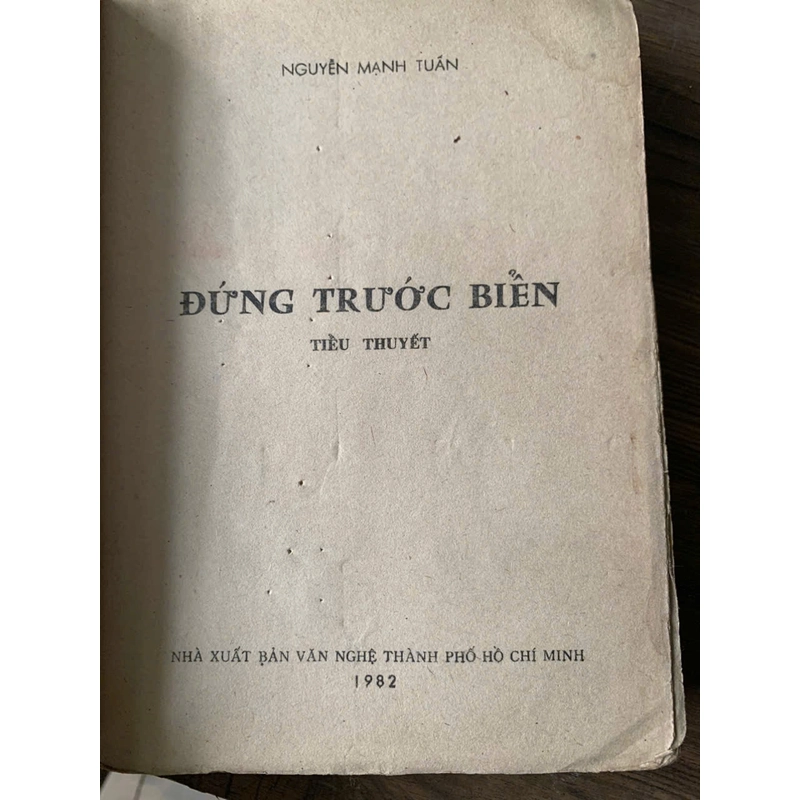 NGUYỄN MẠNH TUẤN
ĐỨNG TRƯỚC BIỂN
TIỂU THUYẾT
NHÀ XUẤT BẢN VĂN NGHỆ THÀNH PHỐ HỒ CHÍ MINH
1982